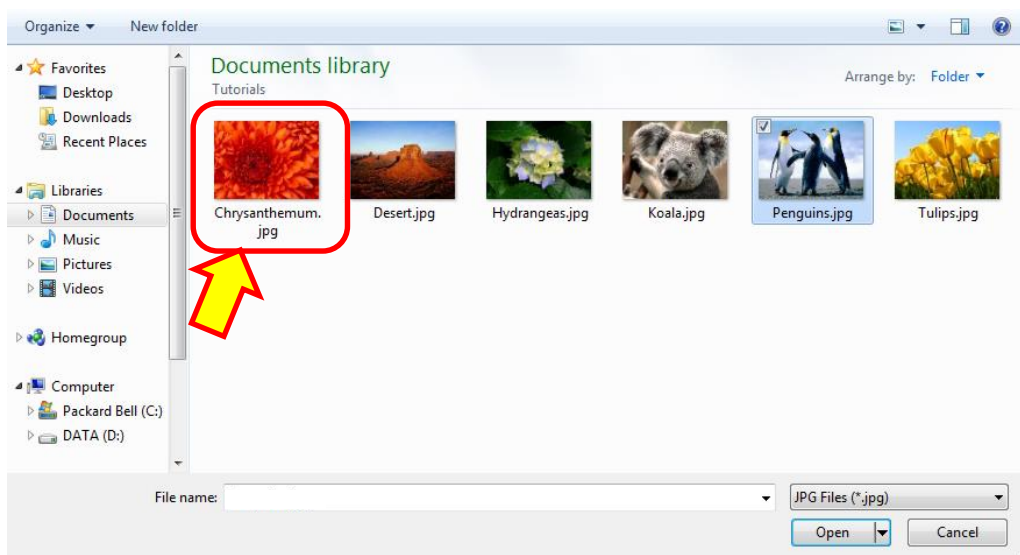 Organize New folder
Favorites
Desktop
Downloads
Recent Places
Libraries
Documents
Music
Pictures
Videos
Homegroup
Computer
Packard Bell (C:)
DATA (D:)
Documents library
Tutorials
Arrange by: Folder
Chrysanthemum.
jpg
Desert.jpg
Hydrangeas.jpg
Koala.jpg
Penguins.jpg
Tulips.jpg
File name:
JPG Files (*.jpg)
Open Cancel